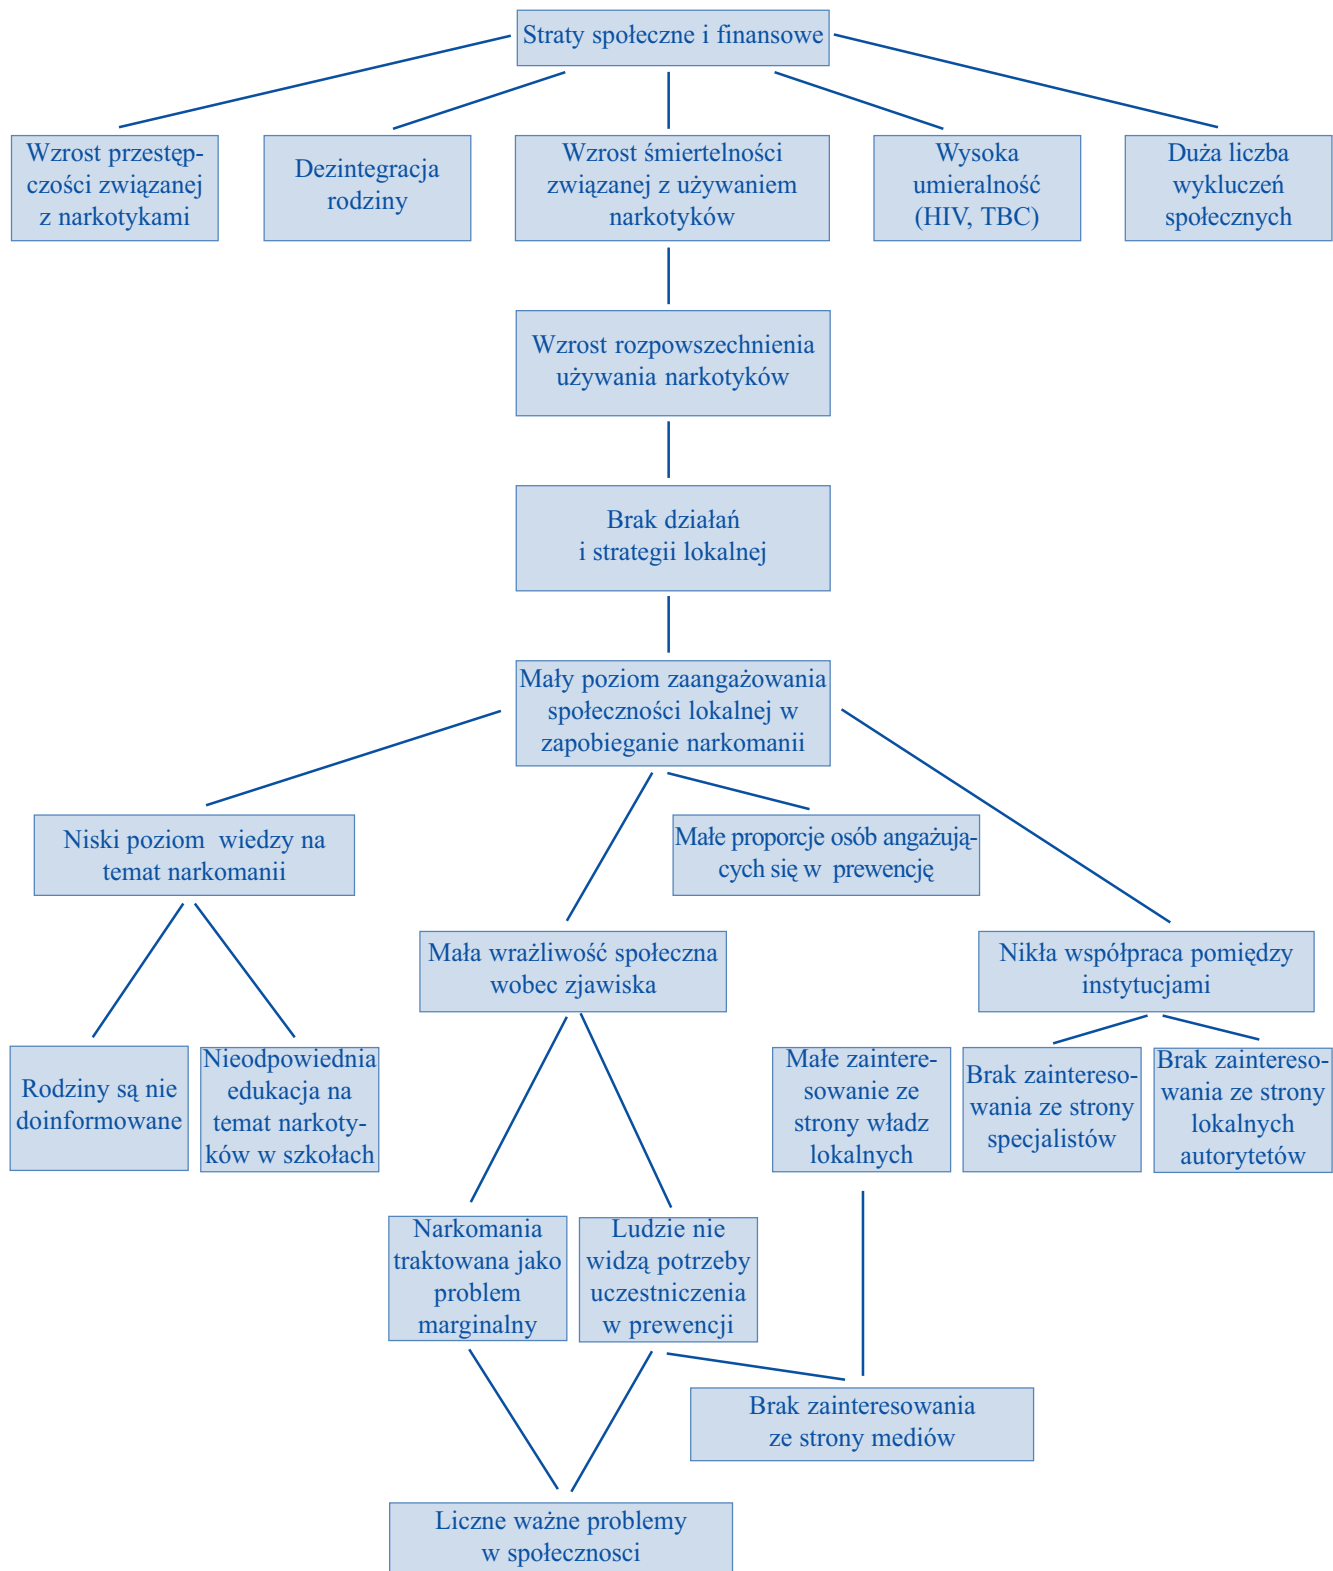 Straty społeczne i finansowe
Wzrost przestęp-
czości związanej
z narkotykami
Dezintegracja
rodziny
Wzrost śmiertelności
związanej z używaniem
narkotyków
Wysoka
umieralność
(HIV, TBC)
Duża liczba
wykluczeń
społecznych
Wzrost rozpowszechnienia
używania narkotyków
Brak działań
i strategii lokalnej
Mały poziom zaangażowania
społeczności lokalnej w
zapobieganie narkomanii
Niski poziom wiedzy na
temat narkomanii
Małe proporcje osób angażują-
cych się w prewencję
Mała wrażliwość społeczna
wobec zjawiska
Nikła współpraca pomiędzy
instytucjami
Rodziny są nie
doinformowane
Nieodpowiednia
edukacja na
temat narkoty-
ków w szkołach
Małe zaintere-
sowanie ze
strony władz
lokalnych
Brak zaintereso-
wania ze strony
specjalistów
Brak zaintereso-
wania ze strony
lokalnych
autorytetów
Narkomania
traktowana jako
problem
marginalny
Ludzie nie
widzą potrzeby
uczestniczenia
w prewencji
Brak zainteresowania
ze strony mediów
Liczne ważne problemy
w społecznosci